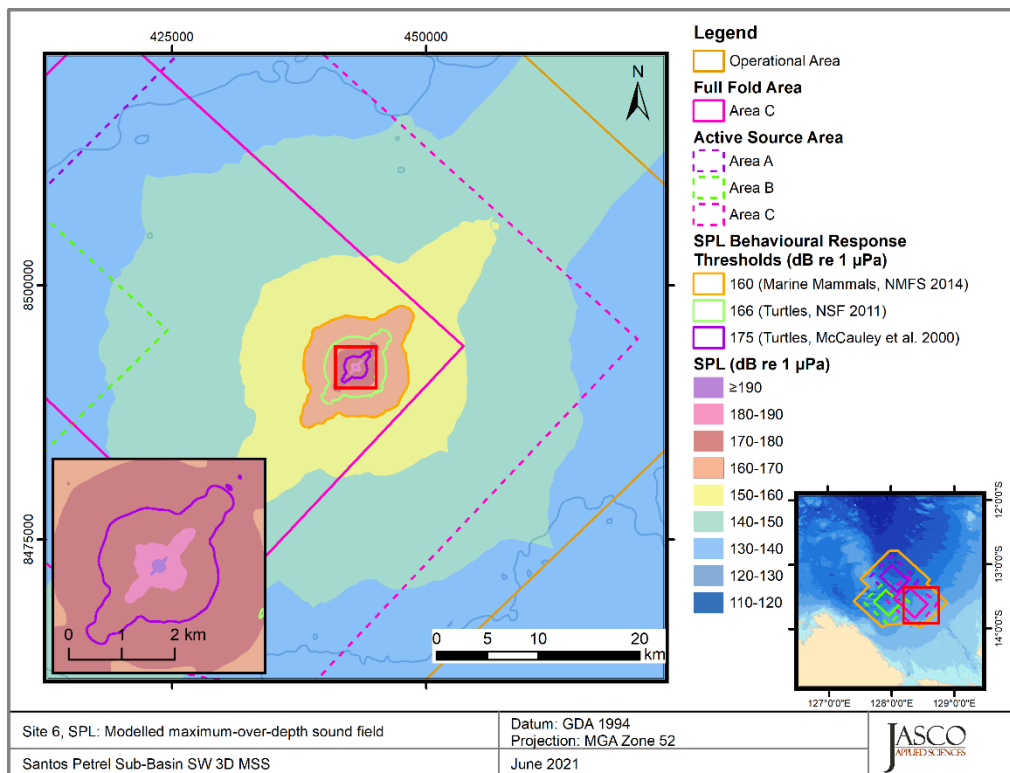 425000
450000
8500000
8475000
N
0 1 2 km
0 5 10 20
km
Legend
Operational Area
Full Fold Area
Area C
Active Source Area
Area A
Area B
Area C
SPL Behavioural Response
Thresholds (dB re 1 µPa)
160 (Marine Mammals, NMFS 2014)
166 (Turtles, NSF 2011)
175 (Turtles, McCauley et al. 2000)
SPL (dB re 1 µPa)
≥190
180-190
170-180
160-170
150-160
140-150
130-140
120-130
110-120
12°0'0"S
13°0'0"S
14°0'0"S
127°0'0"E
128°0'0"E
129°0'0"E
Site 6, SPL: Modelled maximum-over-depth sound field
Santos Petrel Sub-Basin SW 3D MSS
Datum: GDA 1994
Projection: MGA Zone 52
June 2021
JASCO
APPLIED SCIENCES